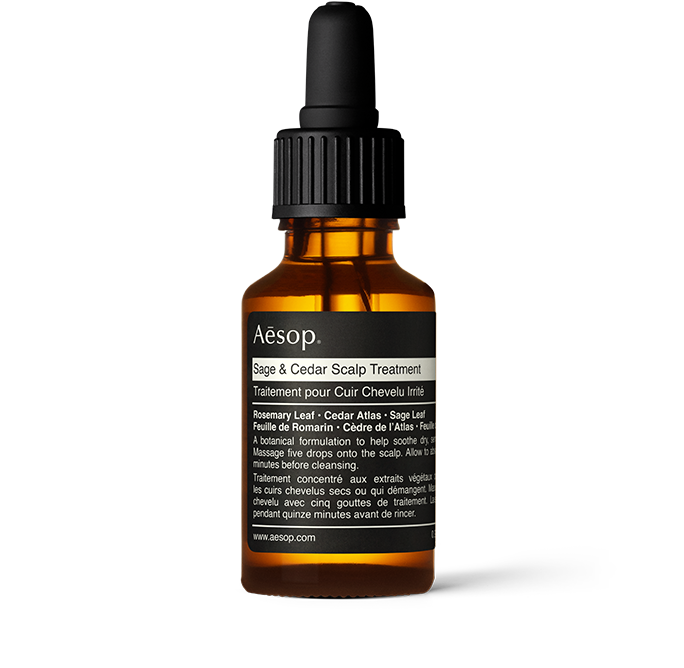 Aēsop®
Sage & Cedar Scalp Treatment
Traitement pour Cuir Chevelu Irrité
Rosemary Leaf · Cedar Atlas · Sage Leaf
Feuille de Romarin · Cèdre de l'Atlas · Feuille
A botanical formulation to help soothe dry,
Massage five drops onto the scalp. Allow to
minutes before cleansing.
Traitement concentré aux extraits végétaux
les cuirs chevelus secs ou qui démangent.
chevelu avec cinq gouttes de traitement.
pendant quinze minutes avant de rincer.
www.aesop.com